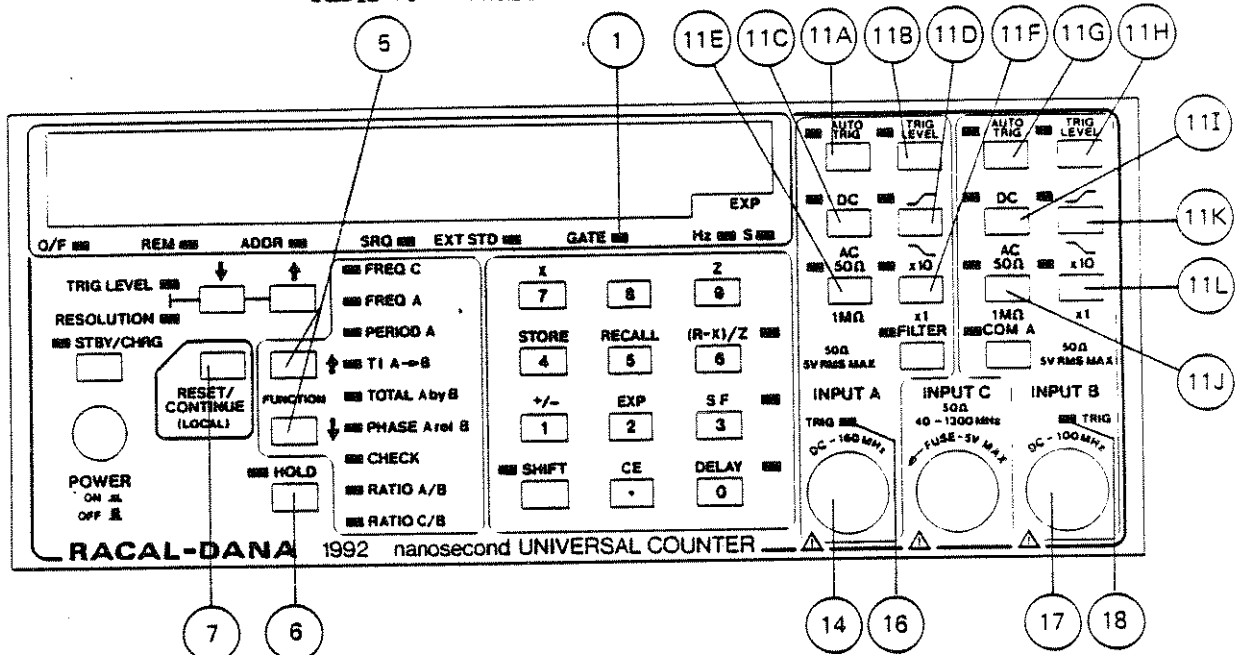 5
1
11E
11C
11A
11B
11D
11F
11G
11H
AUTO TRIG
TRIG LEVEL
AUTO TRIG
TRIG LEVEL
11I
DC
DC
11K
EXP
O/F
REM
ADDR
SRQ
EXT STD
GATE
Hz
S
AC
AC
50Ω
x10
50Ω
x10
11L
1MΩ
x1
1MΩ
x1
FILTER
COM A
50Ω
5V RMS MAX
50Ω
5V RMS MAX
11J
TRIG LEVEL
RESOLUTION
STBY/CHRG
RESET/
CONTINUE
(LOCAL)
FUNCTION
HOLD
POWER
ON
OFF
FREQ C
FREQ A
PERIOD A
TI A→B
TOTAL A by B
PHASE A rel B
CHECK
RATIO A/B
RATIO C/B
X
Z
7
8
9
STORE
RECALL
(R-X)/Z
4
5
6
+/-
EXP
SF
1
2
3
SHIFT
CE
DELAY
.
0
INPUT A
INPUT C
INPUT B
50Ω
40 - 1300MHz
TRIG
TRIG
DC - 160MHz
FUSE - 5V MAX
DC - 100MHz
RACAL-DANA 1992 nanosecond UNIVERSAL COUNTER
7
6
14
16
17
18